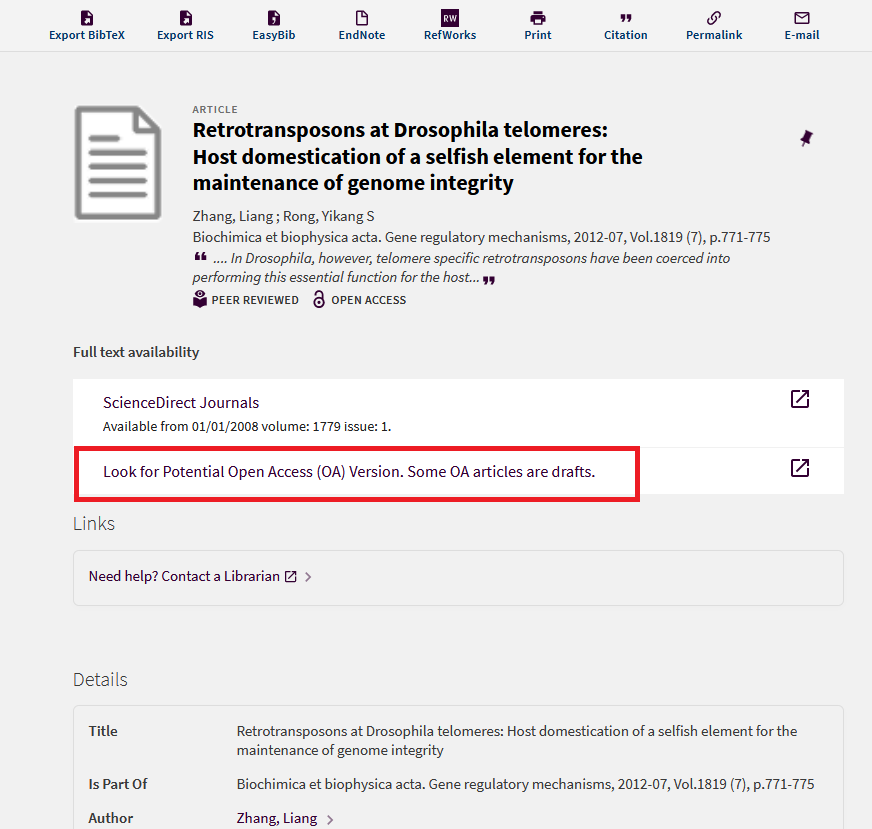 Export BibTeX Export RIS EasyBib EndNote RW RefWorks Print Citation Permalink E-mail
ARTICLE
Retrotransposons at Drosophila telomeres:
Host domestication of a selfish element for the
maintenance of genome integrity
Zhang, Liang ; Rong, Yikang S
Biochimica et biophysica acta. Gene regulatory mechanisms, 2012-07, Vol.1819 (7), p.771-775
❝ .... In Drosophila, however, telomere specific retrotransposons have been coerced into
performing this essential function for the host... ❞
PEER REVIEWED OPEN ACCESS
Full text availability
ScienceDirect Journals
Available from 01/01/2008 volume: 1779 issue: 1.
Look for Potential Open Access (OA) Version. Some OA articles are drafts.
Links
Need help? Contact a Librarian
Details
Title Retrotransposons at Drosophila telomeres: Host domestication of a selfish element for the
maintenance of genome integrity
Is Part Of Biochimica et biophysica acta. Gene regulatory mechanisms, 2012-07, Vol.1819 (7), p.771-775
Author Zhang, Liang